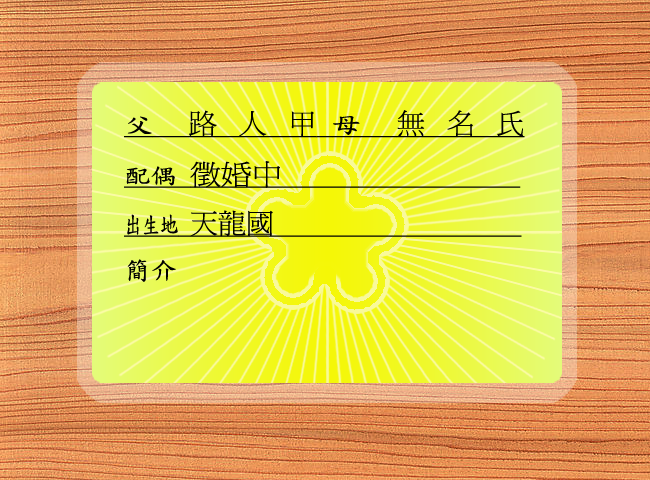 父 路人甲 母 無名氏
配偶 徵婚中
出生地 天龍國
簡介